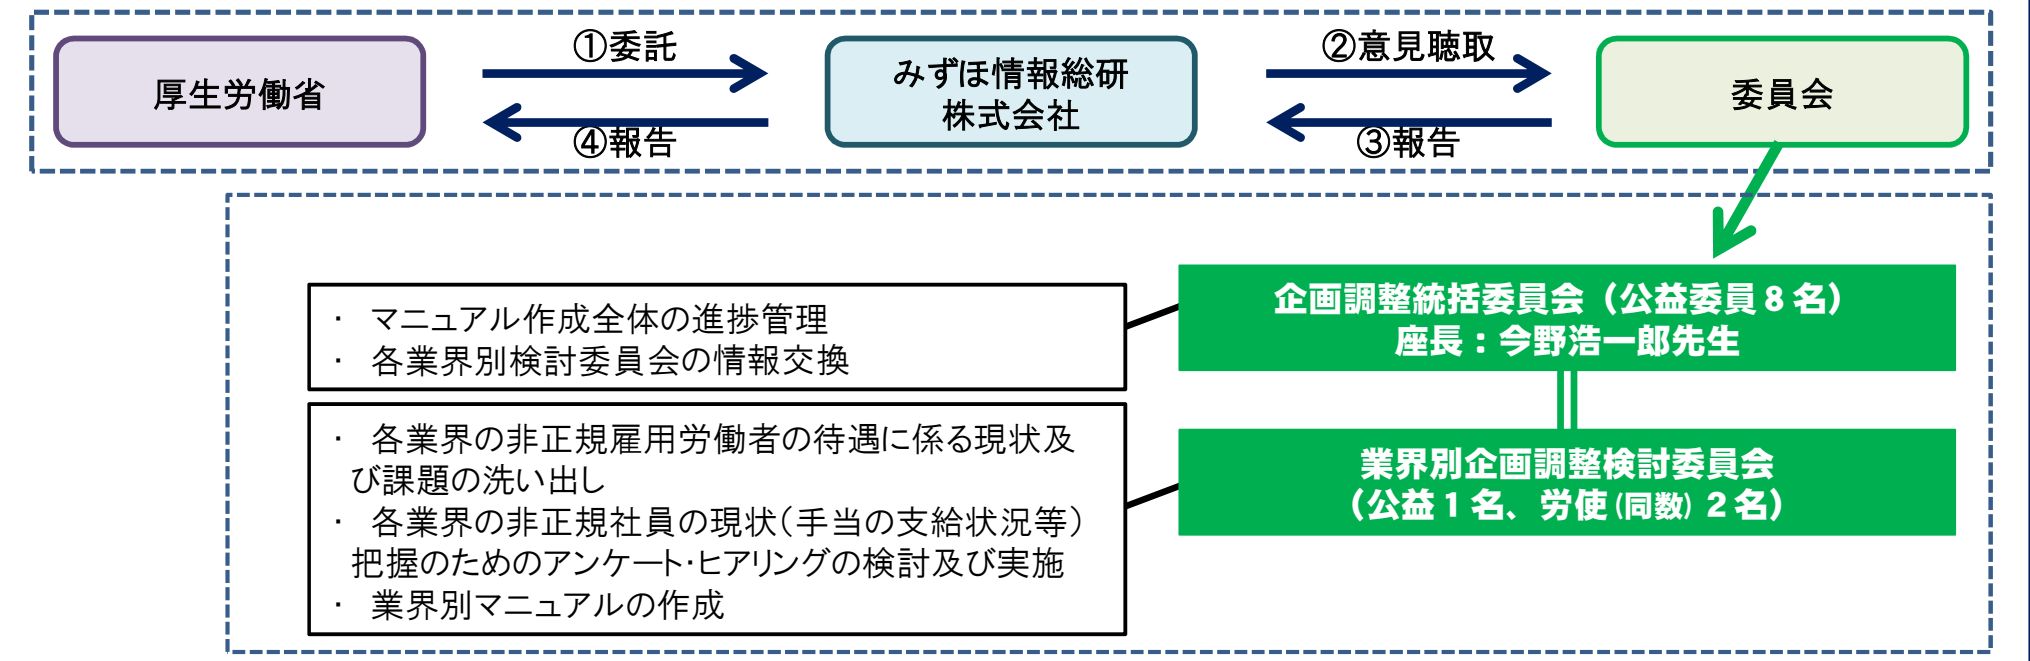 厚生労働省
①委託
④報告
みずほ情報総研
株式会社
②意見聴取
③報告
委員会
企画調整統括委員会（公益委員８名）
座長：今野浩一郎先生
・ マニュアル作成全体の進捗管理
・ 各業界別検討委員会の情報交換
業界別企画調整検討委員会
（公益１名、労使(同数)２名）
・ 各業界の非正規雇用労働者の待遇に係る現状及
び課題の洗い出し
・ 各業界の非正規社員の現状（手当の支給状況等）
把握のためのアンケート・ヒアリングの検討及び実施
・ 業界別マニュアルの作成